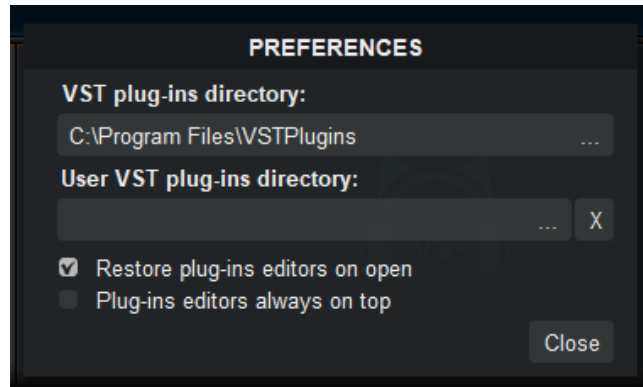 PREFERENCES
VST plug-ins directory:
C:\Program Files\VSTPlugins ...
User VST plug-ins directory:
... X
Restore plug-ins editors on open
Plug-ins editors always on top
Close